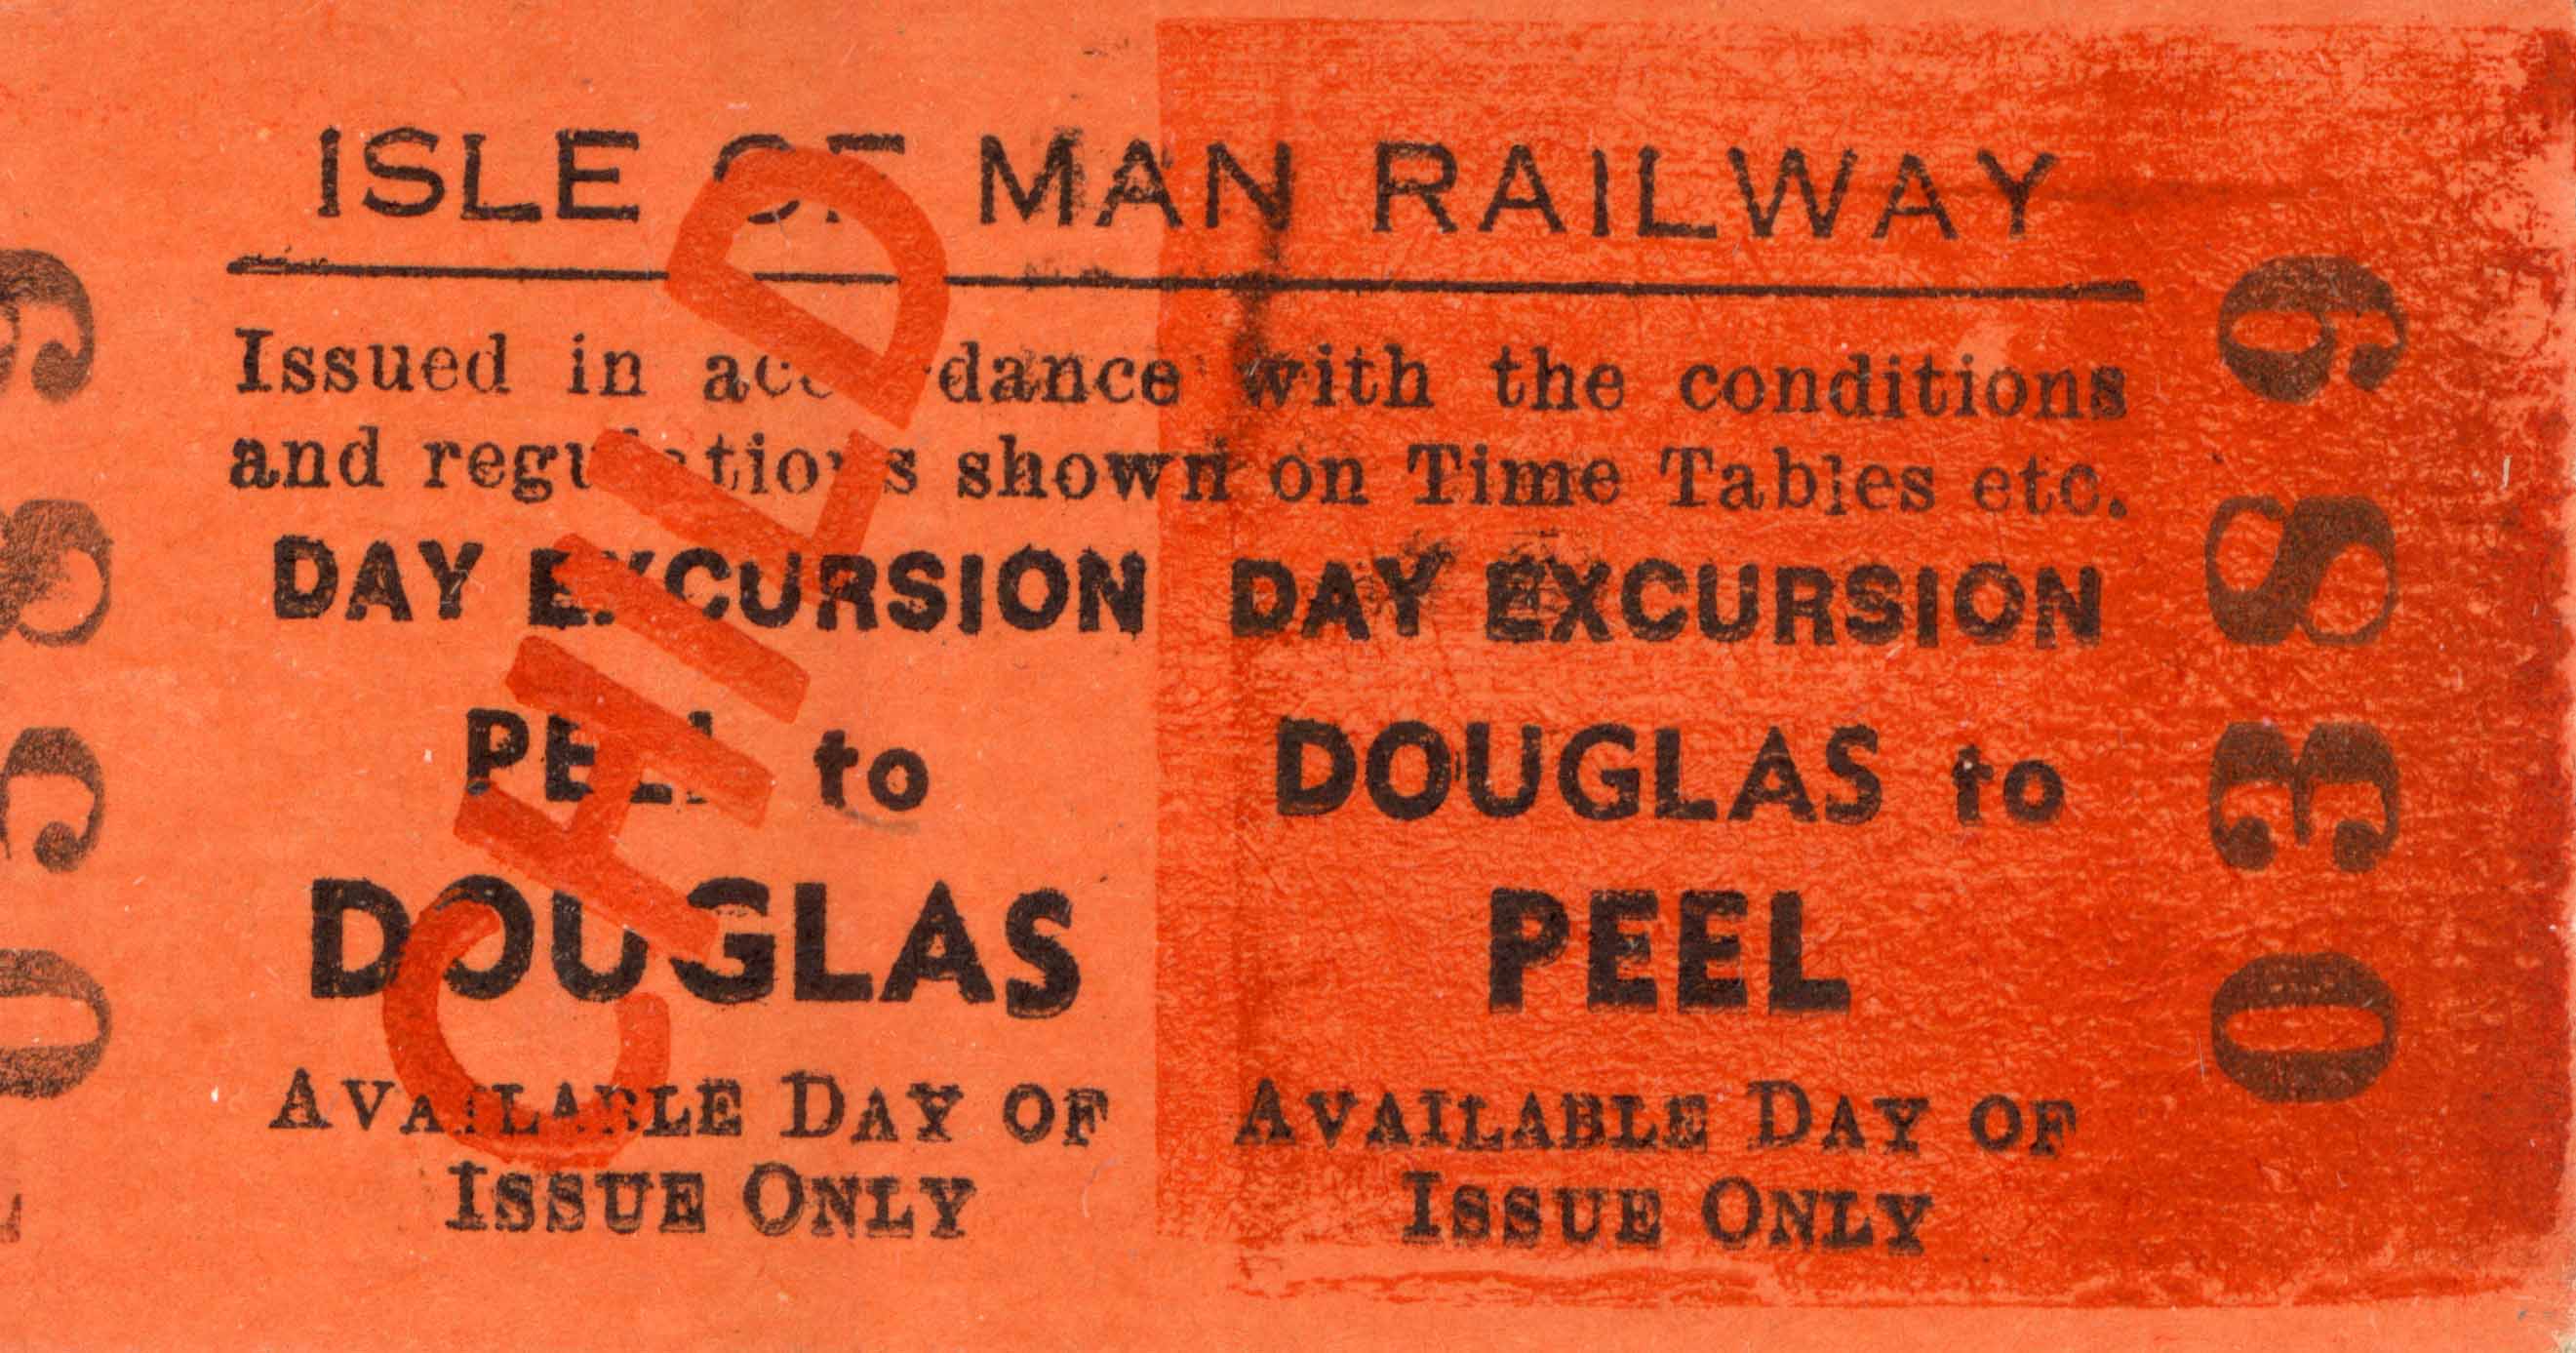 ISLE OF MAN RAILWAY
Issued in accordance with the conditions
and regulations shown on Time Tables etc.
DAY EXCURSION
PEEL to
DOUGLAS
AVAILABLE DAY OF
ISSUE ONLY
DAY EXCURSION
DOUGLAS to
PEEL
AVAILABLE DAY OF
ISSUE ONLY
CHILD
0389
0389